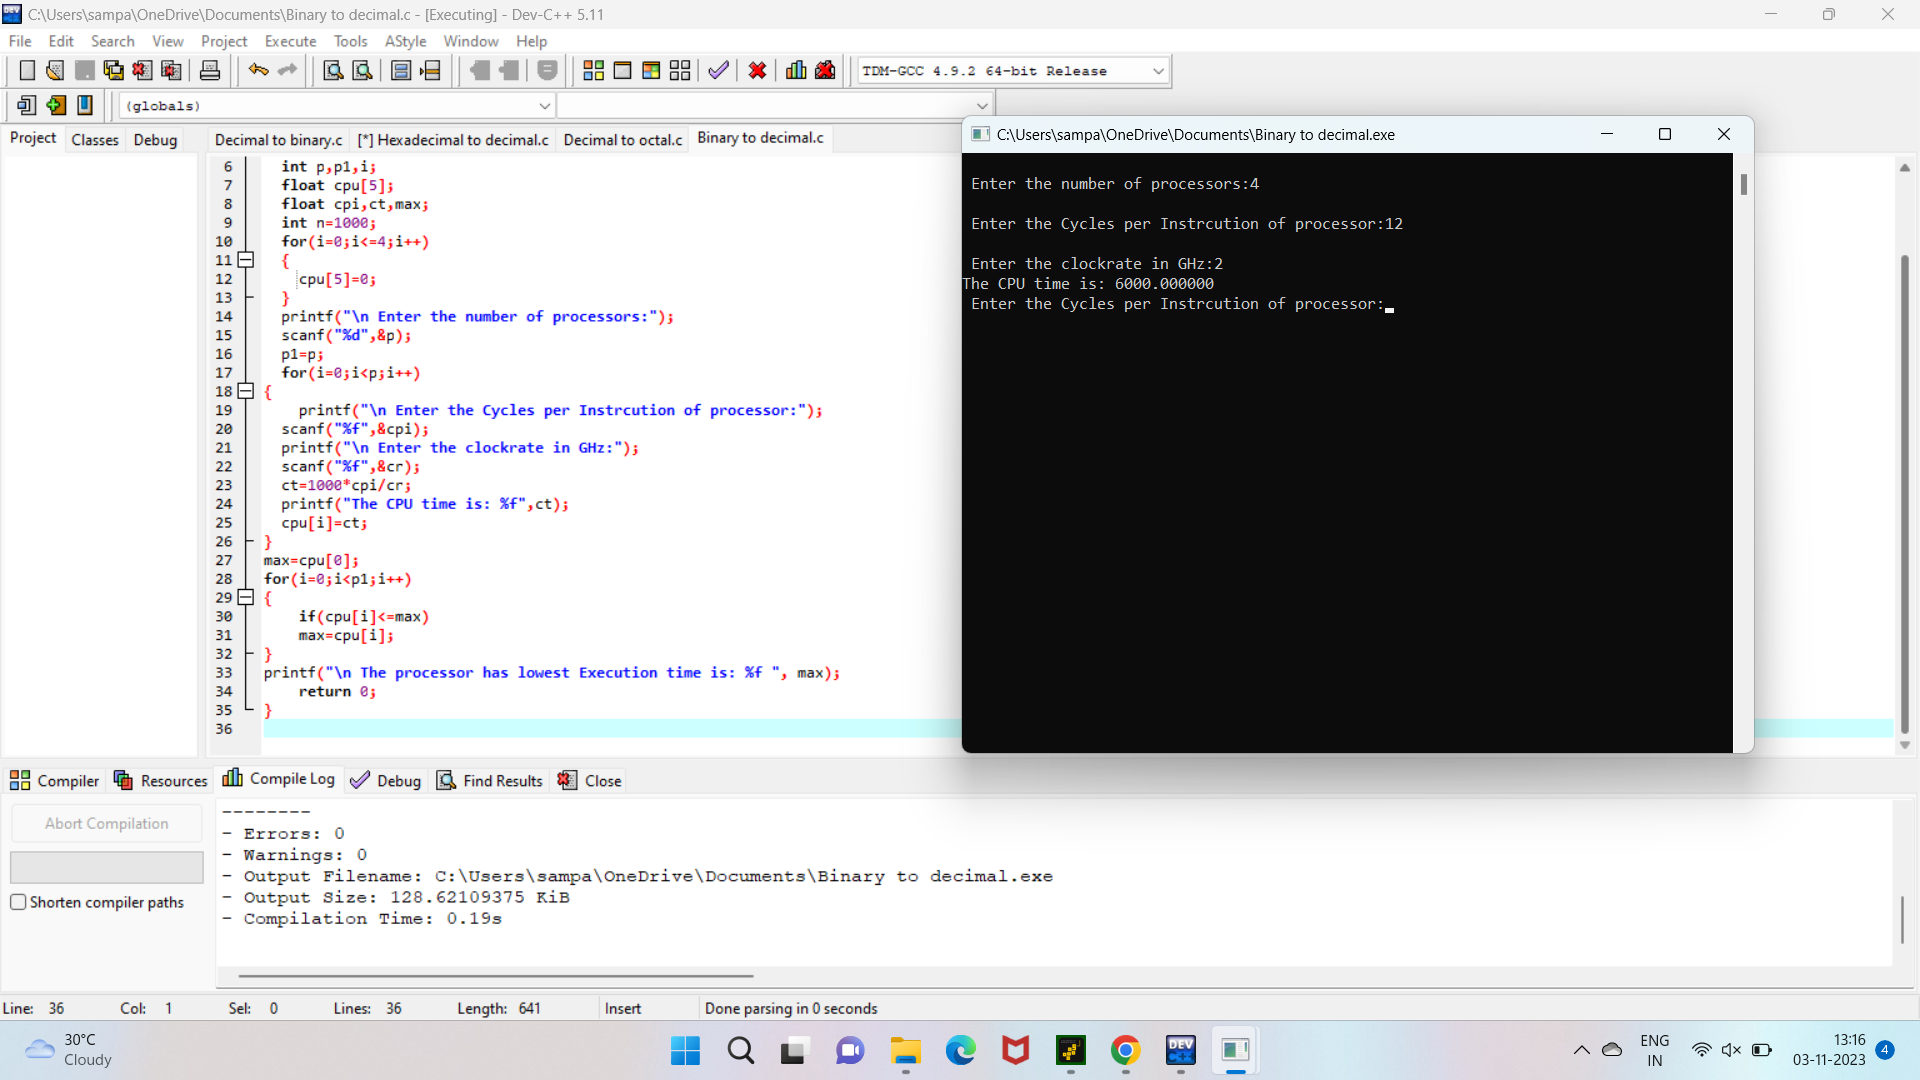 C:\Users\sampa\OneDrive\Documents\Binary to decimal.c - [Executing] - Dev-C++ 5.11
File Edit Search View Project Execute Tools AStyle Window Help
TDM-GCC 4.9.2 64-bit Release
(globals)
Project Classes Debug
Decimal to binary.c [*] Hexadecimal to decimal.c Decimal to octal.c Binary to decimal.c
6 int p,p1,i;
7 float cpu[5];
8 float cpi,ct,max;
9 int n=1000;
10 for(i=0;i<=4;i++)
11 {
12 cpu[5]=0;
13 }
14 printf("\n Enter the number of processors:");
15 scanf("%d",&p);
16 p1=p;
17 for(i=0;i<p;i++)
18 {
19 printf("\n Enter the Cycles per Instrcution of processor:");
20 scanf("%f",&cpi);
21 printf("\n Enter the clockrate in GHz:");
22 scanf("%f",&cr);
23 ct=1000*cpi/cr;
24 printf("The CPU time is: %f",ct);
25 cpu[i]=ct;
26 }
27 max=cpu[0];
28 for(i=0;i<p1;i++)
29 {
30 if(cpu[i]<=max)
31 max=cpu[i];
32 }
33 printf("\n The processor has lowest Execution time is: %f ", max);
34 return 0;
35 }
36
C:\Users\sampa\OneDrive\Documents\Binary to decimal.exe
Enter the number of processors:4
Enter the Cycles per Instrcution of processor:12
Enter the clockrate in GHz:2
The CPU time is: 6000.000000
Enter the Cycles per Instrcution of processor:
Compiler Resources Compile Log Debug Find Results Close
Abort Compilation
Shorten compiler paths
--------
- Errors: 0
- Warnings: 0
- Output Filename: C:\Users\sampa\OneDrive\Documents\Binary to decimal.exe
- Output Size: 128.62109375 KiB
- Compilation Time: 0.19s
Line: 36 Col: 1 Sel: 0 Lines: 36 Length: 641 Insert Done parsing in 0 seconds
30°C
Cloudy
DEV
C++
ENG
IN
13:16
03-11-2023
4